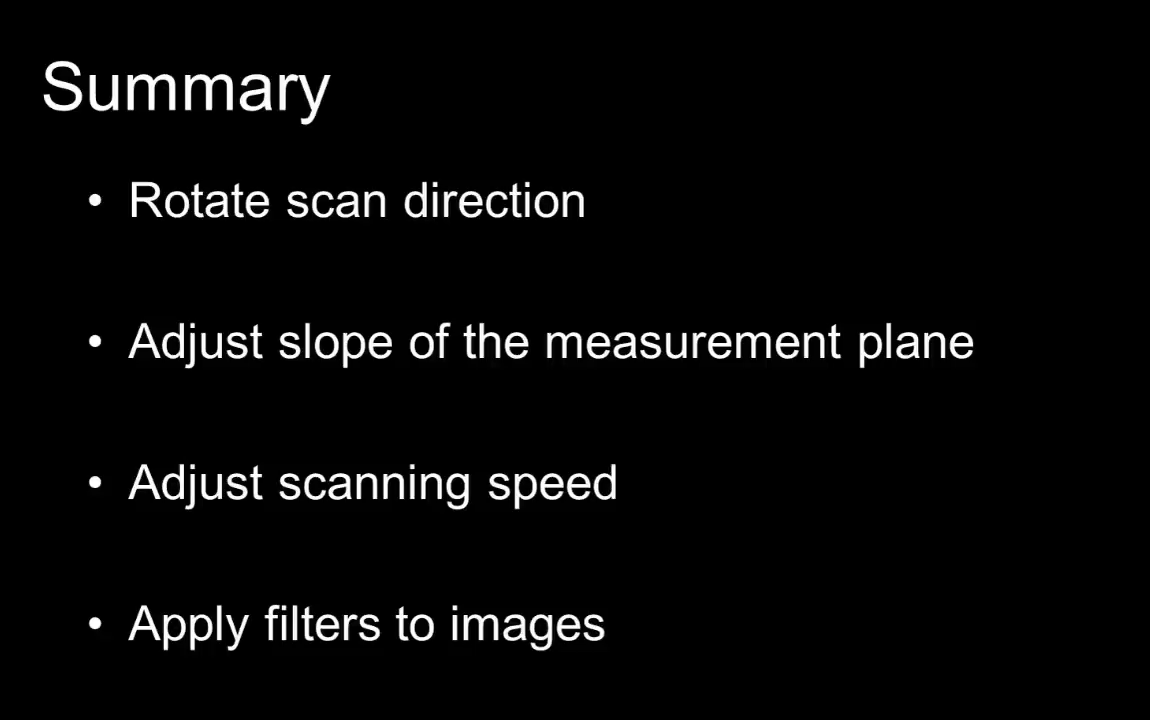 Summary
• Rotate scan direction
• Adjust slope of the measurement plane
• Adjust scanning speed
• Apply filters to images